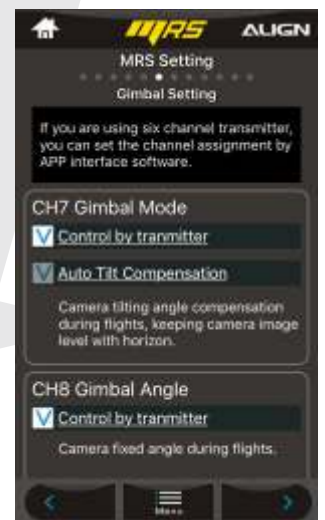 MRS ALIGN
MRS Setting
Gimbal Setting
If you are using six channel transmitter,
you can set the channel assignment by
APP interface software.
CH7 Gimbal Mode
Control by tranmitter
Auto Tilt Compensation
Camera tilting angle compensation
during flights, keeping camera image
level with horizon.
CH8 Gimbal Angle
Control by tranmitter
Camera fixed angle during flights.
Menu